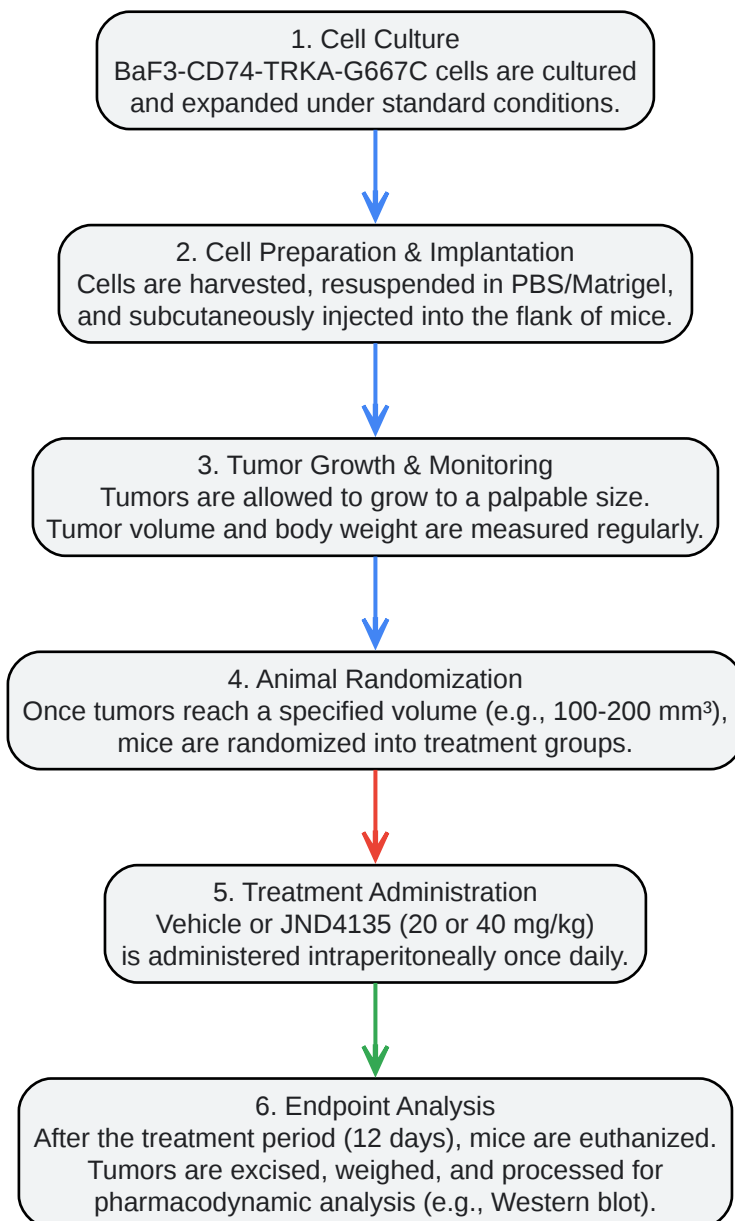 1. Cell Culture
BaF3-CD74-TRKA-G667C cells are cultured
and expanded under standard conditions.
2. Cell Preparation & Implantation
Cells are harvested, resuspended in PBS/Matrigel,
and subcutaneously injected into the flank of mice.
3. Tumor Growth & Monitoring
Tumors are allowed to grow to a palpable size.
Tumor volume and body weight are measured regularly.
4. Animal Randomization
Once tumors reach a specified volume (e.g., 100-200 mm³),
mice are randomized into treatment groups.
5. Treatment Administration
Vehicle or JND4135 (20 or 40 mg/kg)
is administered intraperitoneally once daily.
6. Endpoint Analysis
After the treatment period (12 days), mice are euthanized.
Tumors are excised, weighed, and processed for
pharmacodynamic analysis (e.g., Western blot).